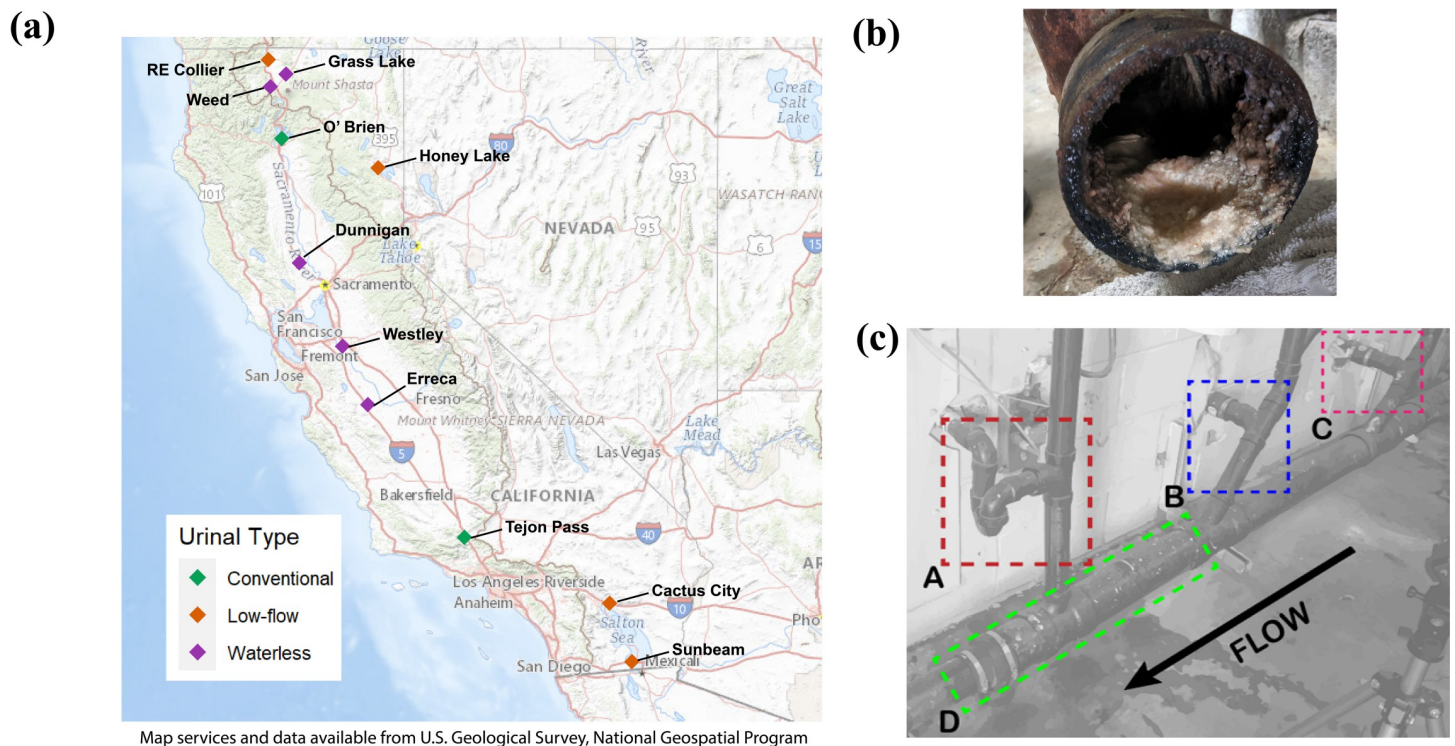 (a)
Goose
Lake
RE Collier
Grass Lake
Mount Shasta
Weed
O' Brien
395
Honey Lake
River
Great
Salt
Lake
80
101
Sacramento River
93
WASATCH RAN
NEVADA
95
6
15
Dunnigan
Lake
Tahoe
Sacramento
San
Francisco
Westley
Fremont
San Jose
Erreca
Fresno
Mount Whitney
SIERRA NEVADA
Lake
Mead
Las Vegas
5
Bakersfield
CALIFORNIA
Tejon Pass
40
AR
Los Angeles
Riverside
Anaheim
Cactus City
10
Pho
Salton
Sea
Sunbeam
San Diego
Mexicali
Urinal Type
Conventional
Low-flow
Waterless
Map services and data available from U.S. Geological Survey, National Geospatial Program
(b)
(c)
A
B
C
D
FLOW